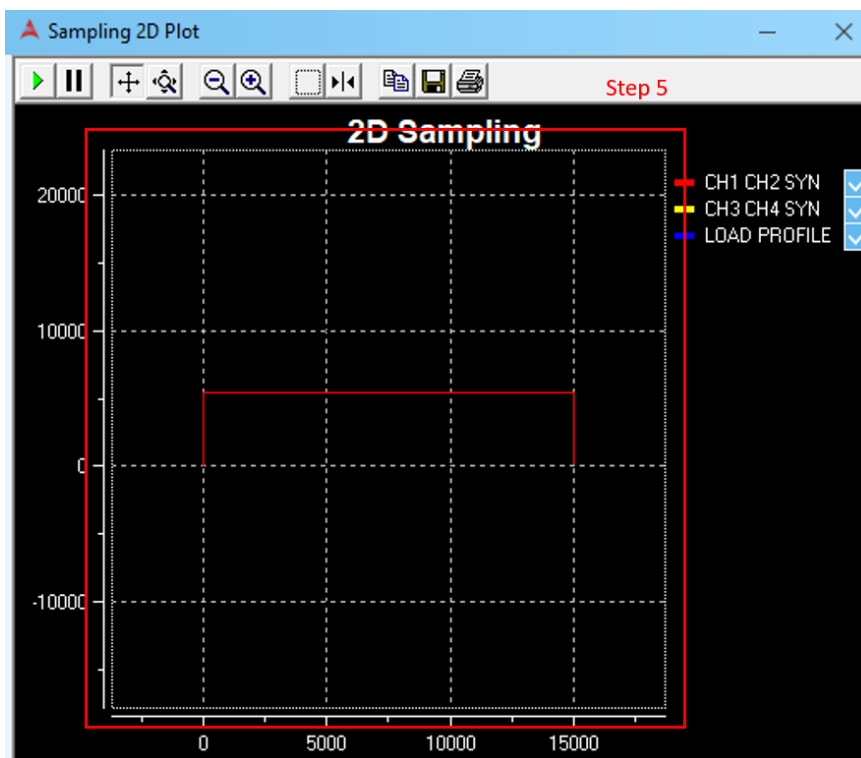 Sampling 2D Plot
Step 5
2D Sampling
CH1 CH2 SYN
CH3 CH4 SYN
LOAD PROFILE
20000
10000
0
-10000
0 5000 10000 15000